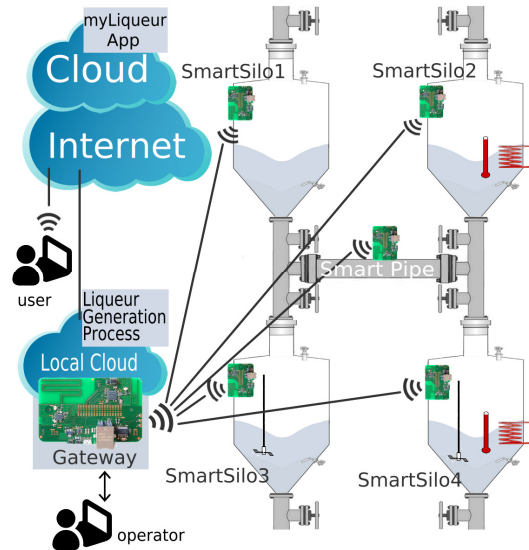 myLiqueur
App
Cloud
Internet
SmartSilo1
SmartSilo2
user
Smart Pipe
Liqueur
Generation
Process
Local Cloud
Gateway
SmartSilo3
SmartSilo4
operator